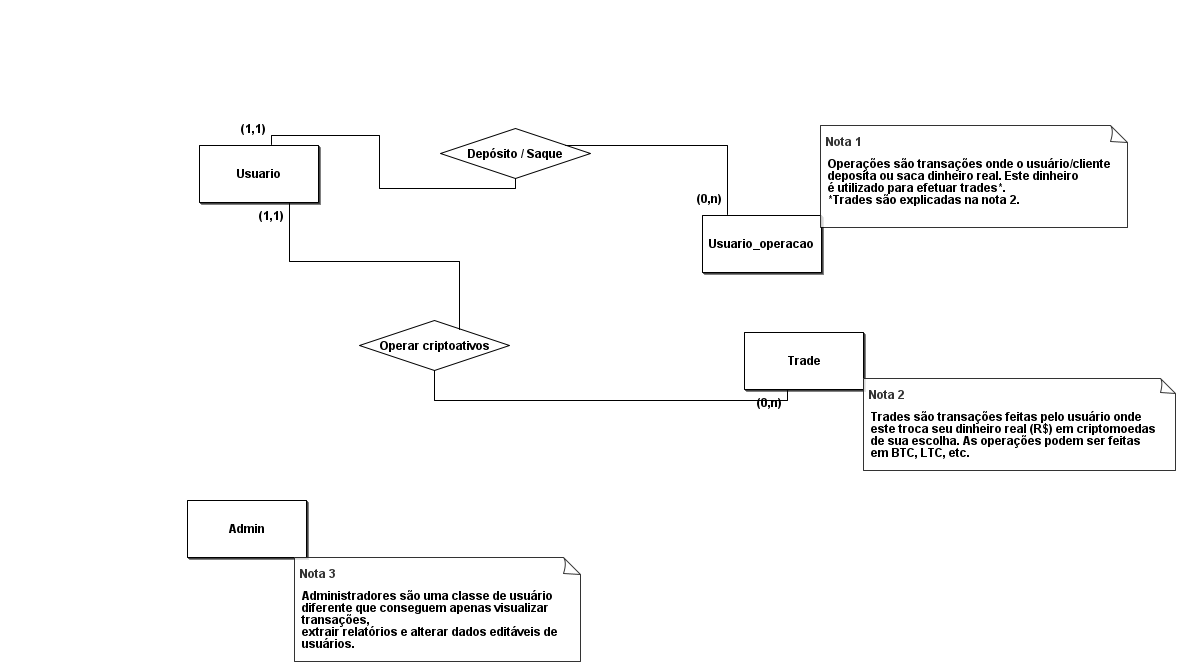 (1,1)
Usuario
Depósito / Saque
(0,n)
Usuario_operacao
Nota 1
Operações são transações onde o usuário/cliente
deposita ou saca dinheiro real. Este dinheiro
é utilizado para efetuar trades*.
*Trades são explicadas na nota 2.
(1,1)
Operar criptoativos
Trade
(0,n)
Nota 2
Trades são transações feitas pelo usuário onde
este troca seu dinheiro real (R$) em criptomoedas
de sua escolha. As operações podem ser feitas
em BTC, LTC, etc.
Admin
Nota 3
Administradores são uma classe de usuário
diferente que conseguem apenas visualizar
transações,
extrair relatórios e alterar dados editáveis de
usuários.